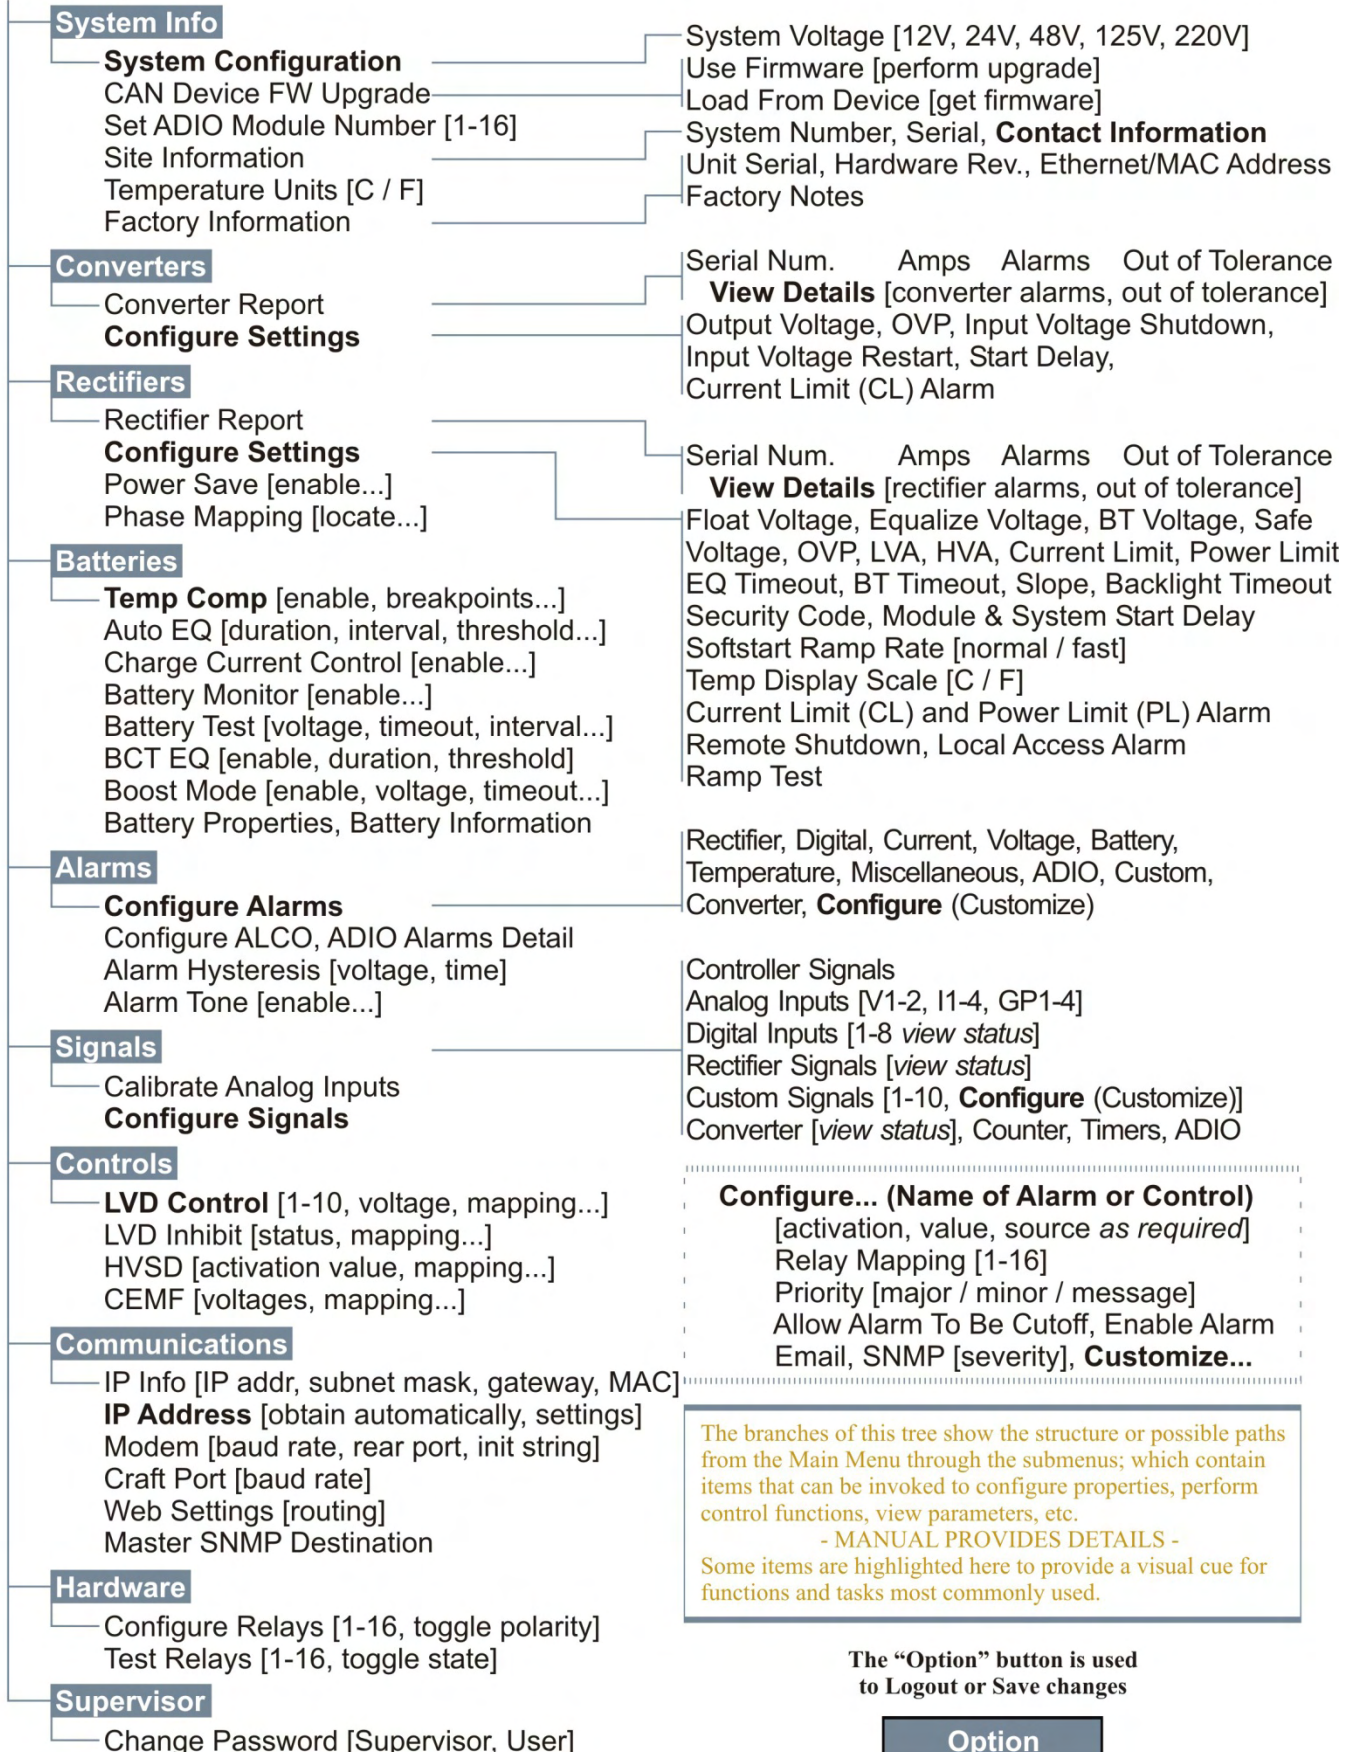 System Info
System Configuration
CAN Device FW Upgrade
Set ADIO Module Number [1-16]
Site Information
Temperature Units [C / F]
Factory Information
System Voltage [12V, 24V, 48V, 125V, 220V]
Use Firmware [perform upgrade]
Load From Device [get firmware]
System Number, Serial, Contact Information
Unit Serial, Hardware Rev., Ethernet/MAC Address
Factory Notes
Converters
Converter Report
Configure Settings
Serial Num. Amps Alarms Out of Tolerance
View Details [converter alarms, out of tolerance]
Output Voltage, OVP, Input Voltage Shutdown,
Input Voltage Restart, Start Delay,
Current Limit (CL) Alarm
Rectifiers
Rectifier Report
Configure Settings
Power Save [enable...]
Phase Mapping [locate...]
Serial Num. Amps Alarms Out of Tolerance
View Details [rectifier alarms, out of tolerance]
Float Voltage, Equalize Voltage, BT Voltage, Safe
Voltage, OVP, LVA, HVA, Current Limit, Power Limit
EQ Timeout, BT Timeout, Slope, Backlight Timeout
Security Code, Module & System Start Delay
Softstart Ramp Rate [normal / fast]
Temp Display Scale [C / F]
Current Limit (CL) and Power Limit (PL) Alarm
Remote Shutdown, Local Access Alarm
Ramp Test
Batteries
Temp Comp [enable, breakpoints...]
Auto EQ [duration, interval, threshold...]
Charge Current Control [enable...]
Battery Monitor [enable...]
Battery Test [voltage, timeout, interval...]
BCT EQ [enable, duration, threshold]
Boost Mode [enable, voltage, timeout...]
Battery Properties, Battery Information
Alarms
Configure Alarms
Configure ALCO, ADIO Alarms Detail
Alarm Hysteresis [voltage, time]
Alarm Tone [enable...]
Rectifier, Digital, Current, Voltage, Battery,
Temperature, Miscellaneous, ADIO, Custom,
Converter, Configure (Customize)
Signals
Calibrate Analog Inputs
Configure Signals
Controller Signals
Analog Inputs [V1-2, I1-4, GP1-4]
Digital Inputs [1-8 view status]
Rectifier Signals [view status]
Custom Signals [1-10, Configure (Customize)]
Converter [view status], Counter, Timers, ADIO
Controls
LVD Control [1-10, voltage, mapping...]
LVD Inhibit [status, mapping...]
HVSD [activation value, mapping...]
CEMF [voltages, mapping...]
Configure... (Name of Alarm or Control)
[activation, value, source as required]
Relay Mapping [1-16]
Priority [major / minor / message]
Allow Alarm To Be Cutoff, Enable Alarm
Email, SNMP [severity], Customize...
Communications
IP Info [IP addr, subnet mask, gateway, MAC]
IP Address [obtain automatically, settings]
Modem [baud rate, rear port, init string]
Craft Port [baud rate]
Web Settings [routing]
Master SNMP Destination
The branches of this tree show the structure or possible paths
from the Main Menu through the submenus; which contain
items that can be invoked to configure properties, perform
control functions, view parameters, etc.
- MANUAL PROVIDES DETAILS -
Some items are highlighted here to provide a visual cue for
functions and tasks most commonly used.
Hardware
Configure Relays [1-16, toggle polarity]
Test Relays [1-16, toggle state]
Supervisor
Change Password [Supervisor, User]
The “Option” button is used
to Logout or Save changes
Option